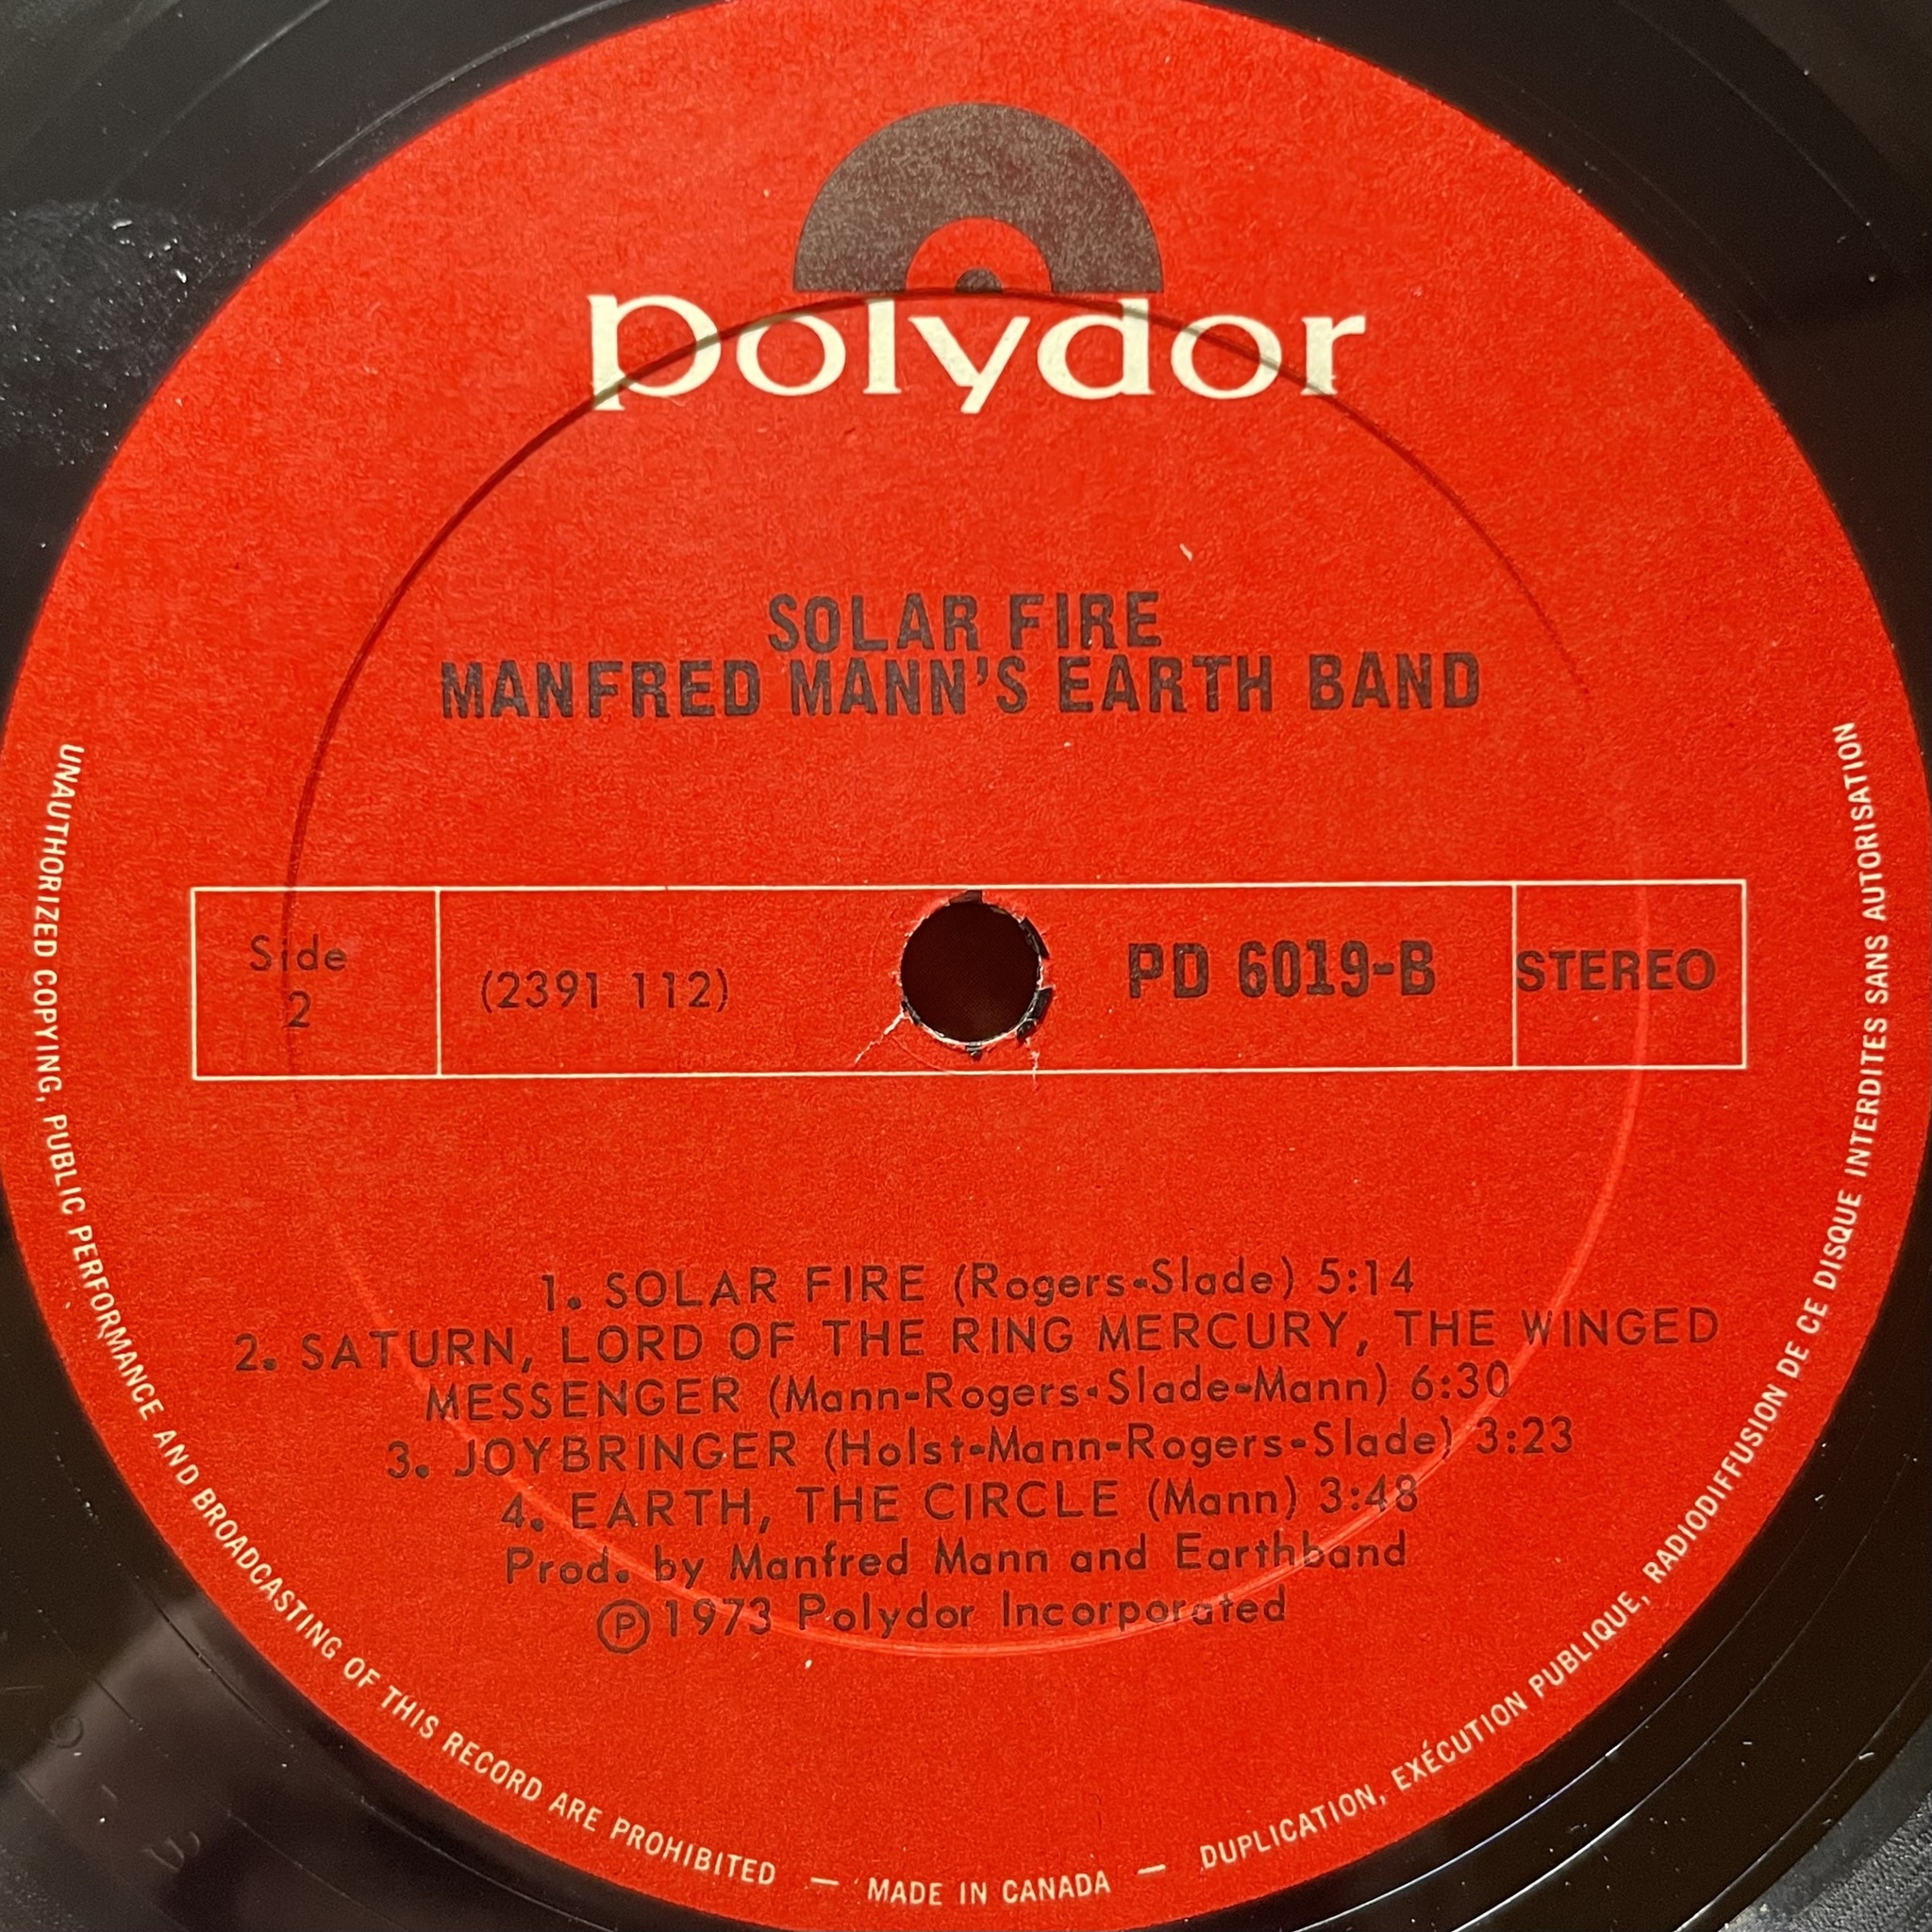 polydor
SOLAR FIRE
MANFRED MANN'S EARTH BAND
Side
2
(2391 112)
PD 6019-B
STEREO
1. SOLAR FIRE (Rogers-Slade) 5:14
2. SATURN, LORD OF THE RING MERCURY, THE WINGED
MESSENGER (Mann-Rogers-Slade-Mann) 6:30
3. JOYBRINGER (Holst-Mann-Rogers-Slade) 3:23
4. EARTH, THE CIRCLE (Mann) 3:48
Prod. by Manfred Mann and Earthband
Ⓟ1973 Polydor Incorporated
UNAUTHORIZED COPYING, PUBLIC PERFORMANCE AND BROADCASTING OF THIS RECORD ARE PROHIBITED — MADE IN CANADA — DUPLICATION, EXÉCUTION PUBLIQUE, RADIODIFFUSION DE CE DISQUE INTERDITES SANS AUTORISATION